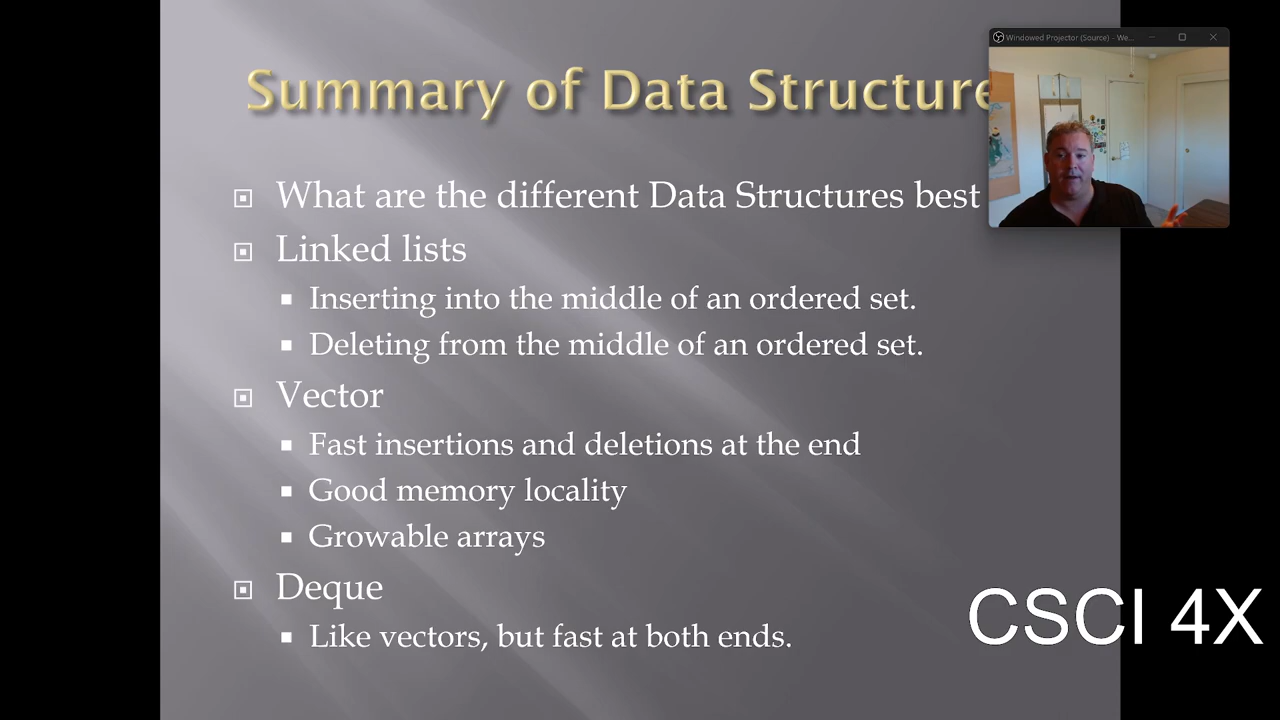 Summary of Data Structure
Windowed Projector (Source) - We...
What are the different Data Structures best
Linked lists
Inserting into the middle of an ordered set.
Deleting from the middle of an ordered set.
Vector
Fast insertions and deletions at the end
Good memory locality
Growable arrays
Deque
Like vectors, but fast at both ends.
CSCI 4X